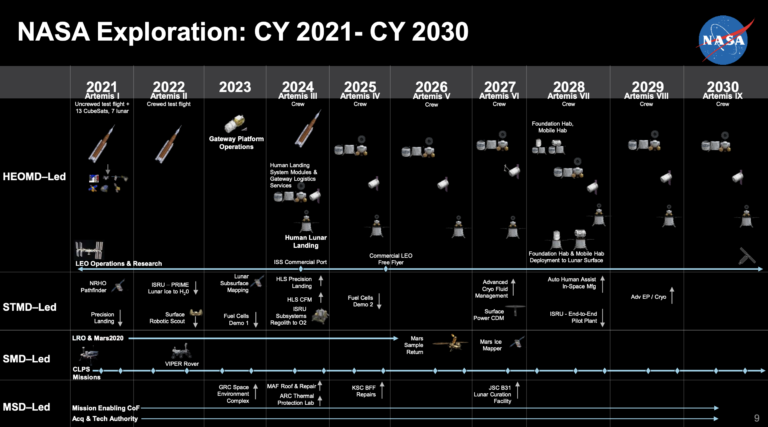 NASA Exploration: CY 2021- CY 2030
NASA
2021 2022 2023 2024 2025 2026 2027 2028 2029 2030
Artemis I Artemis II Artemis III Artemis IV Artemis V Artemis VI Artemis VII Artemis VIII Artemis IX
Uncrewed test flight +
13 CubeSats, 7 lunar
Crewed test flight
Crew Crew Crew Crew Crew Crew Crew
HEOMD–Led
Gateway Platform
Operations
Human Landing
System Modules &
Gateway Logistics
Services
Human Lunar
Landing
Foundation Hab,
Mobile Hab
LEO Operations & Research
ISS Commercial Port
Commercial LEO
Free Flyer
Foundation Hab & Mobile Hab
Deployment to Lunar Surface
STMD–Led
NRHO
Pathfinder
Precision
Landing
ISRU - PRIME
Lunar Ice to H2O
Surface
Robotic Scout
Lunar
Subsurface
Mapping
Fuel Cells
Demo 1
HLS Precision
Landing
HLS CFM
ISRU
Subsystems
Regolith to O2
Fuel Cells
Demo 2
Advanced
Cryo Fluid
Management
Surface
Power CDM
Auto Human Assist
In-Space Mfg
ISRU - End-to-End
Pilot Plant
Adv EP / Cryo
SMD–Led
LRO & Mars2020
VIPER Rover
CLPS
Missions
Mars
Sample
Return
Mars Ice
Mapper
MSD–Led
GRC Space
Environment
Complex
MAF Roof & Repair
ARC Thermal
Protection Lab
KSC BFF
Repairs
JSC B31
Lunar Curation
Facility
Mission Enabling CoF
Acq & Tech Authority
9